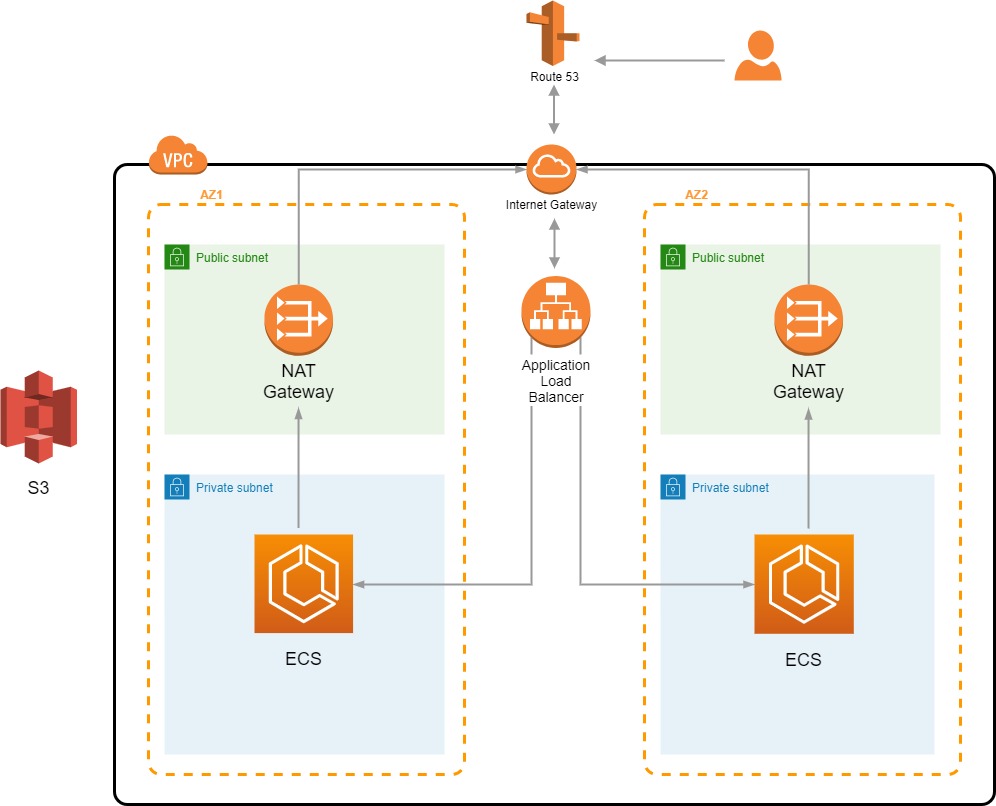 Route 53
VPC
Internet Gateway
AZ1
AZ2
Public subnet
Public subnet
NAT
Gateway
Application
Load
Balancer
NAT
Gateway
S3
Private subnet
Private subnet
ECS
ECS